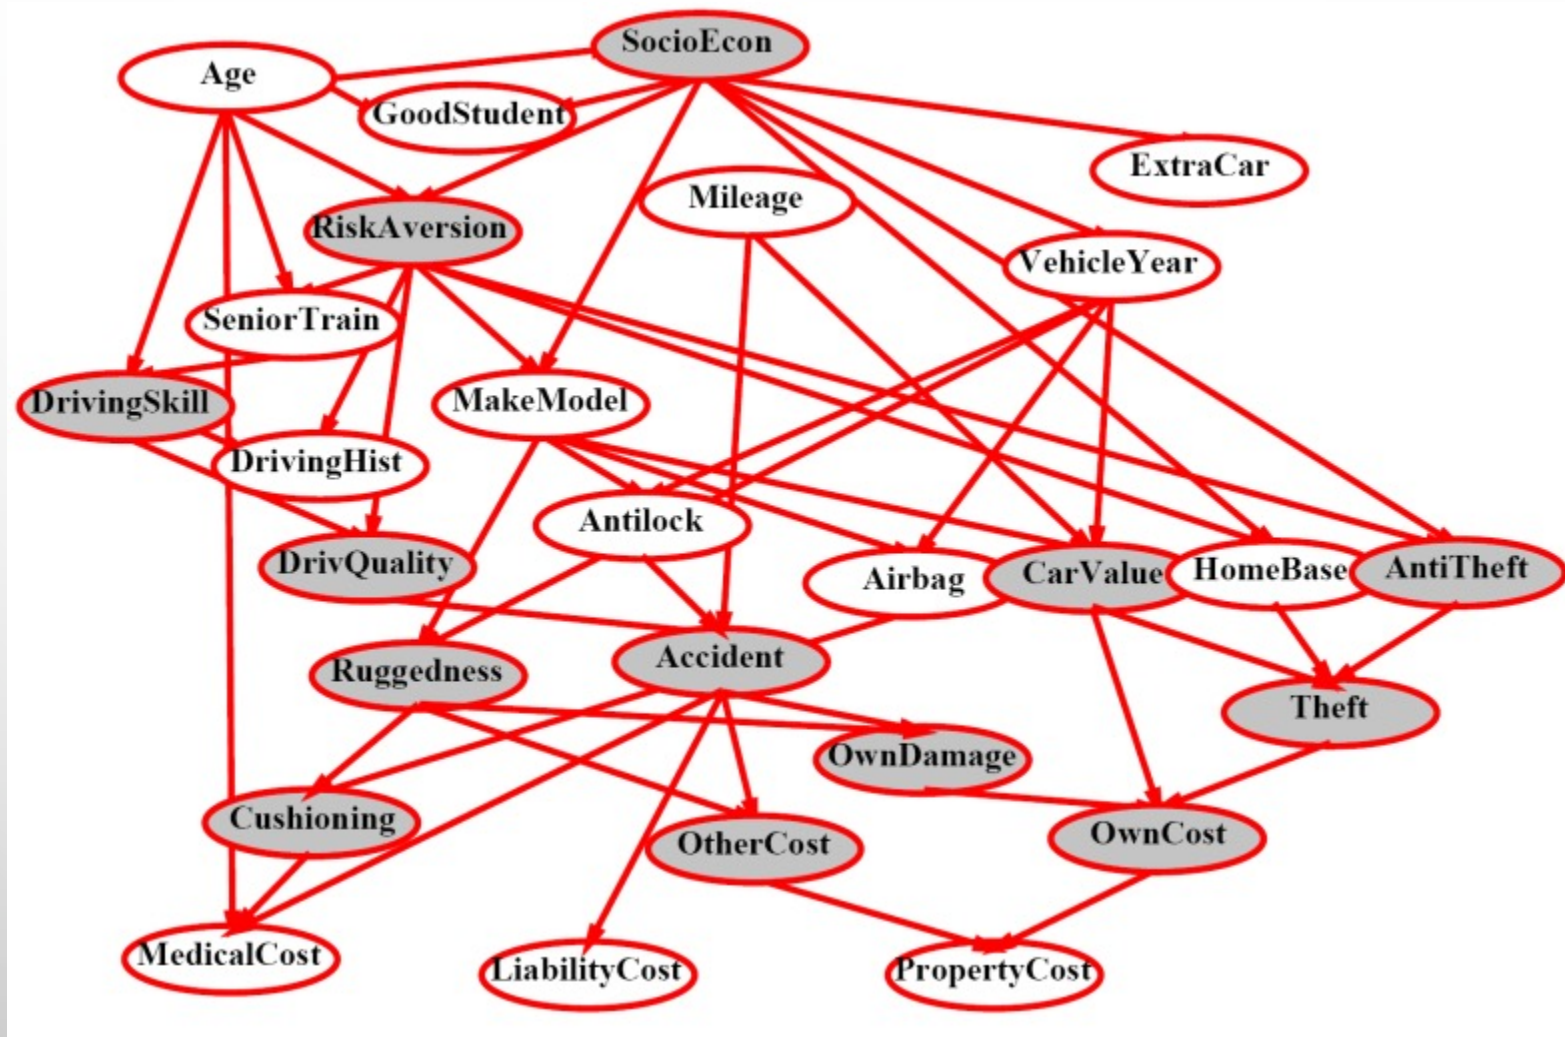 SocioEcon
Age
GoodStudent
ExtraCar
Mileage
RiskAversion
VehicleYear
SeniorTrain
DrivingSkill
MakeModel
DrivingHist
Antilock
DrivQuality
Airbag
CarValue
HomeBase
AntiTheft
Ruggedness
Accident
Theft
OwnDamage
Cushioning
OtherCost
OwnCost
MedicalCost
LiabilityCost
PropertyCost